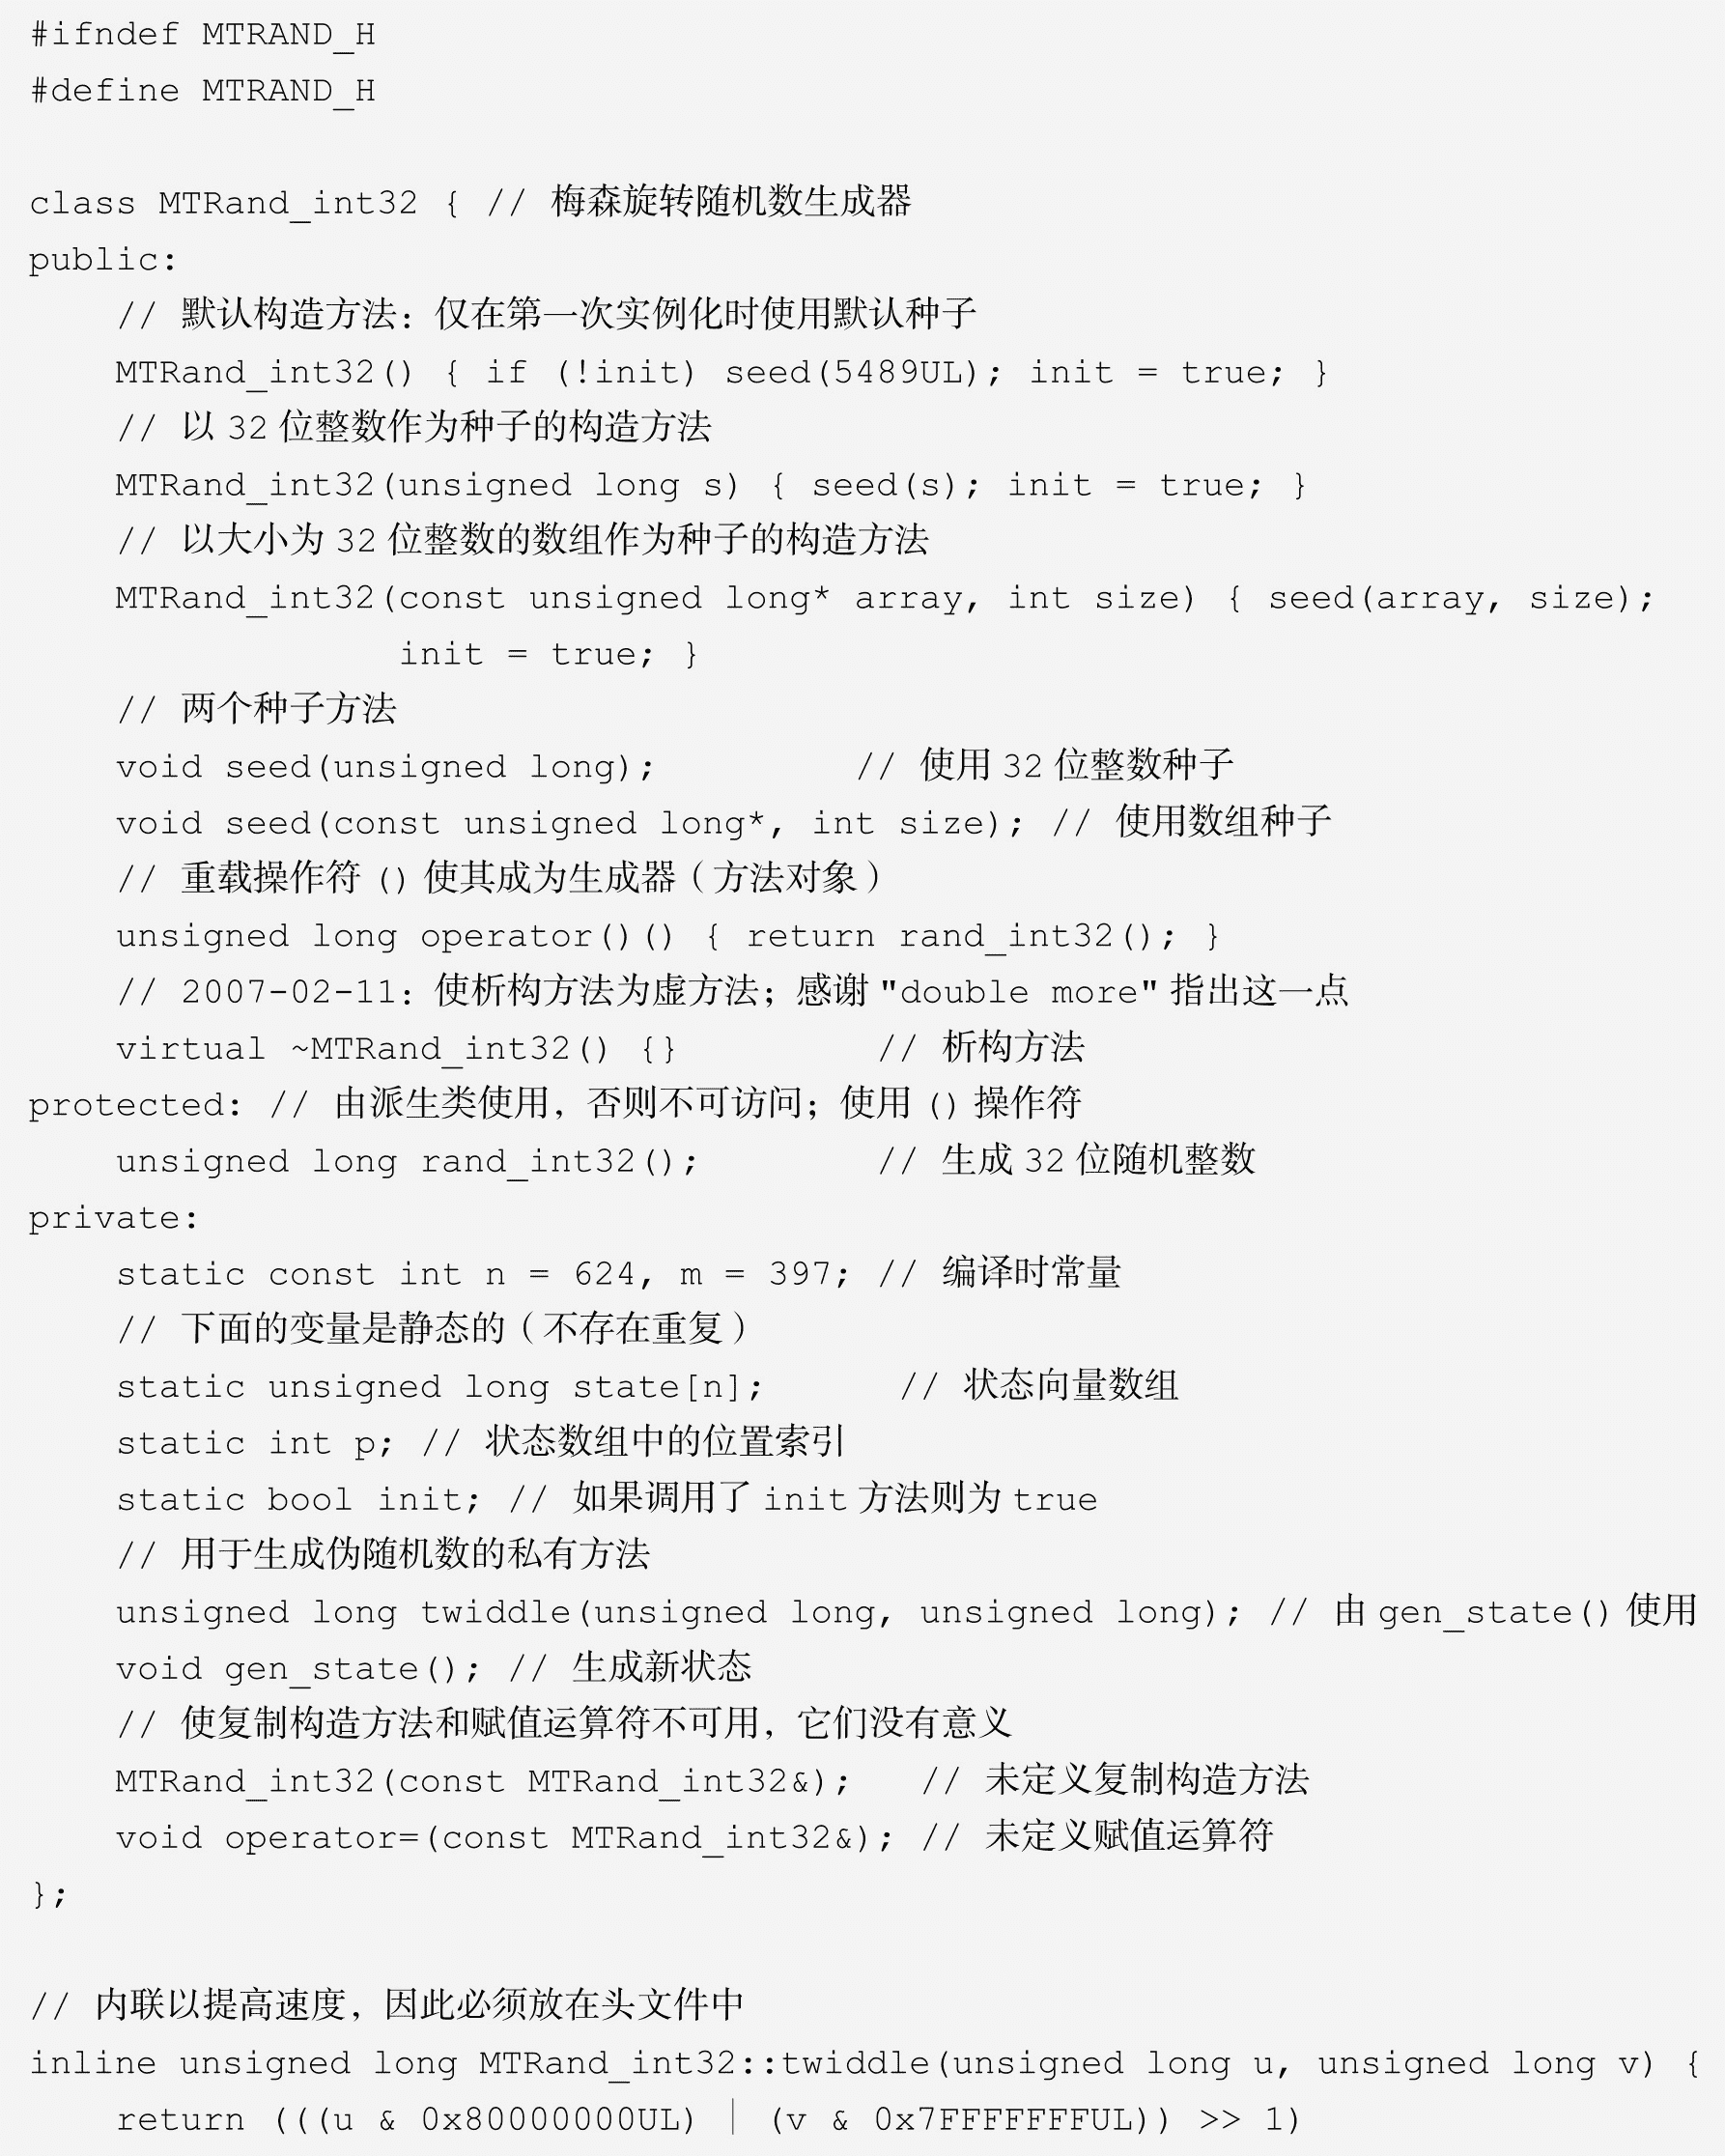 #ifndef MTRAND_H
#define MTRAND_H
class MTRand_int32 { // 梅森旋转随机数生成器
public:
    // 默认构造方法：仅在第一次实例化时使用默认种子
    MTRand_int32() { if (!init) seed(5489UL); init = true; }
    // 以 32 位整数作为种子的构造方法
    MTRand_int32(unsigned long s) { seed(s); init = true; }
    // 以大小为 32 位整数的数组作为种子的构造方法
    MTRand_int32(const unsigned long* array, int size) { seed(array, size);
                 init = true; }
    // 两个种子方法
    void seed(unsigned long);         // 使用 32 位整数种子
    void seed(const unsigned long*, int size); // 使用数组种子
    // 重载操作符 () 使其成为生成器（方法对象）
    unsigned long operator()() { return rand_int32(); }
    // 2007-02-11：使析构方法为虚方法；感谢 "double more" 指出这一点
    virtual ~MTRand_int32() {}         // 析构方法
protected: // 由派生类使用，否则不可访问；使用 () 操作符
    unsigned long rand_int32();        // 生成 32 位随机整数
private:
    static const int n = 624, m = 397; // 编译时常量
    // 下面的变量是静态的（不存在重复）
    static unsigned long state[n];      // 状态向量数组
    static int p; // 状态数组中的位置索引
    static bool init; // 如果调用了 init 方法则为 true
    // 用于生成伪随机数的私有方法
    unsigned long twiddle(unsigned long, unsigned long); // 由 gen_state() 使用
    void gen_state(); // 生成新状态
    // 使复制构造方法和赋值运算符不可用，它们没有意义
    MTRand_int32(const MTRand_int32&);   // 未定义复制构造方法
    void operator=(const MTRand_int32&); // 未定义赋值运算符
};
// 内联以提高速度，因此必须放在头文件中
inline unsigned long MTRand_int32::twiddle(unsigned long u, unsigned long v) {
    return (((u & 0x80000000UL) | (v & 0x7FFFFFFFUL)) >> 1)